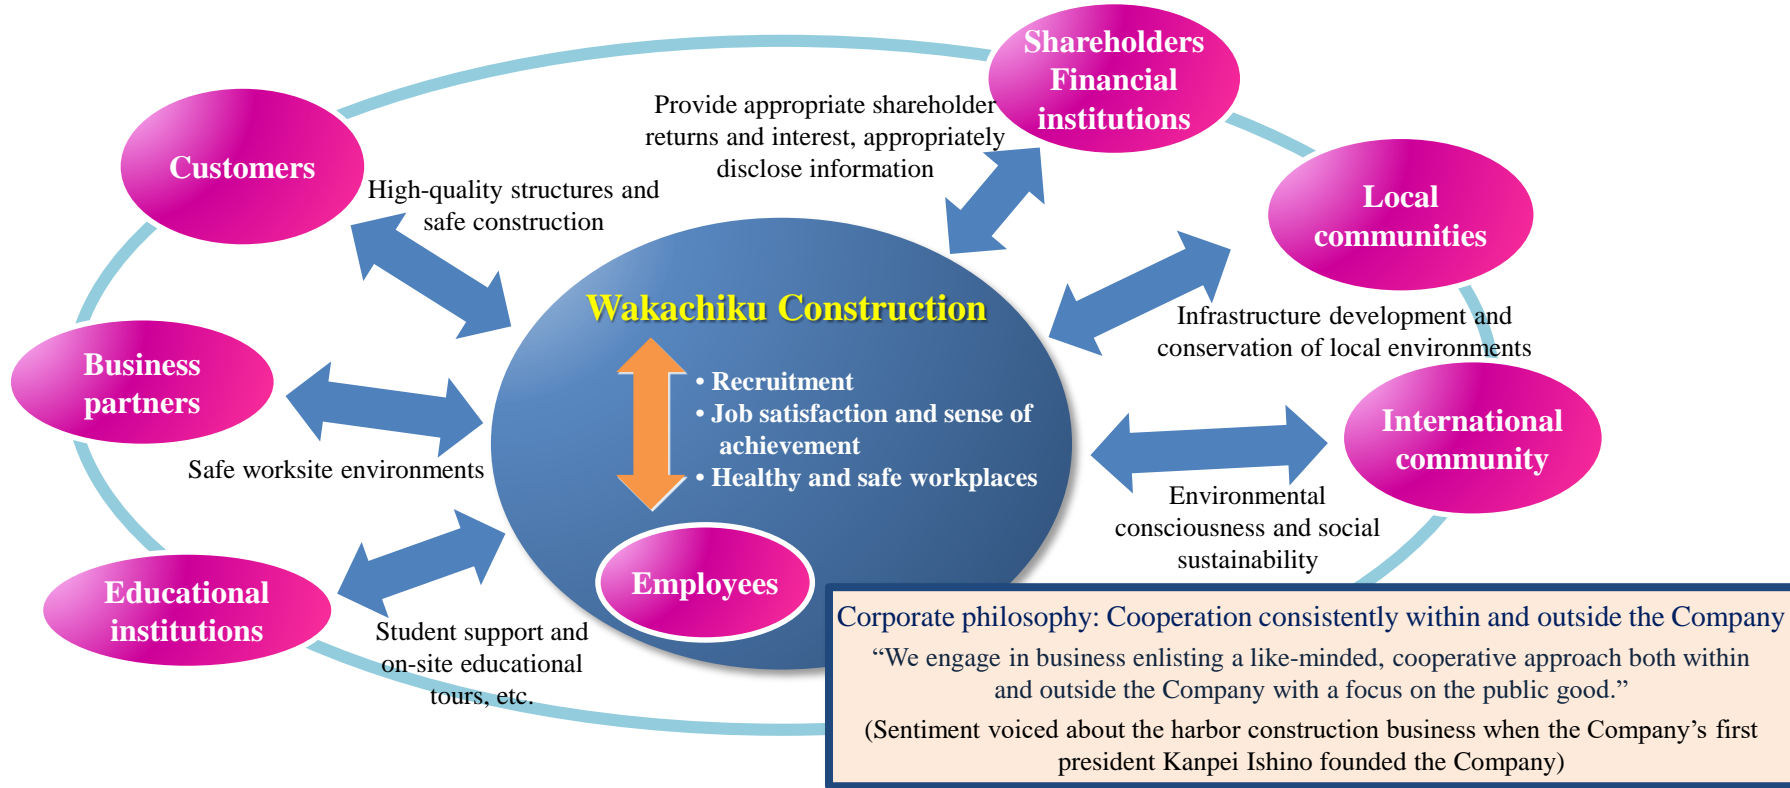 Shareholders
Financial
institutions
Provide appropriate shareholder
returns and interest, appropriately
disclose information
Customers
High-quality structures and
safe construction
Local
communities
Infrastructure development and
conservation of local environments
Wakachiku Construction
• Recruitment
• Job satisfaction and sense of
achievement
• Healthy and safe workplaces
Employees
Business
partners
Safe worksite environments
International
community
Environmental
consciousness and social
sustainability
Educational
institutions
Student support and
on-site educational
tours, etc.
Corporate philosophy: Cooperation consistently within and outside the Company
“We engage in business enlisting a like-minded, cooperative approach both within
and outside the Company with a focus on the public good.”
(Sentiment voiced about the harbor construction business when the Company’s first
president Kanpei Ishino founded the Company)